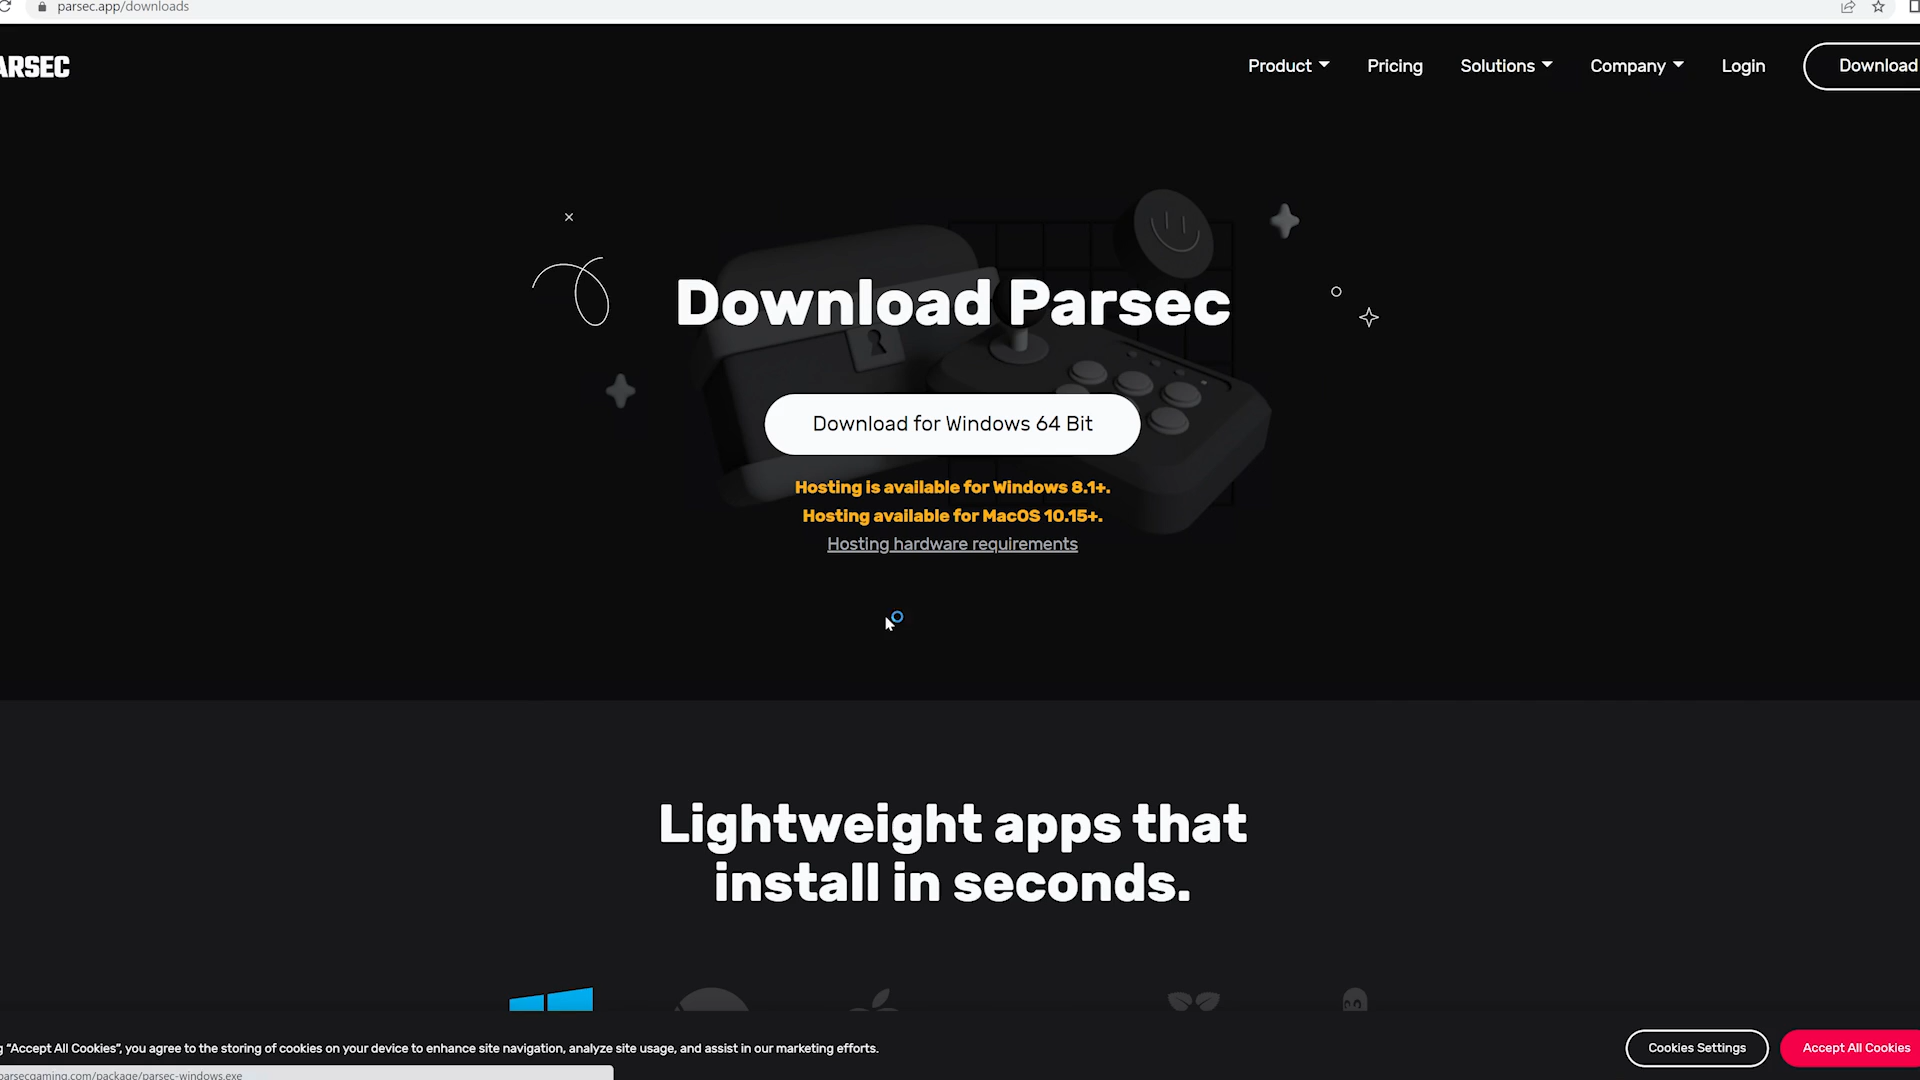 parsec.app/downloads
ARSEC
Product
Pricing
Solutions
Company
Login
Download
Download Parsec
Download for Windows 64 Bit
Hosting is available for Windows 8.1+.
Hosting available for MacOS 10.15+.
Hosting hardware requirements
Lightweight apps that
install in seconds.
g “Accept All Cookies”, you agree to the storing of cookies on your device to enhance site navigation, analyze site usage, and assist in our marketing efforts.
Cookies Settings
Accept All Cookies
parsecgaming.com/package/parsec-windows.exe